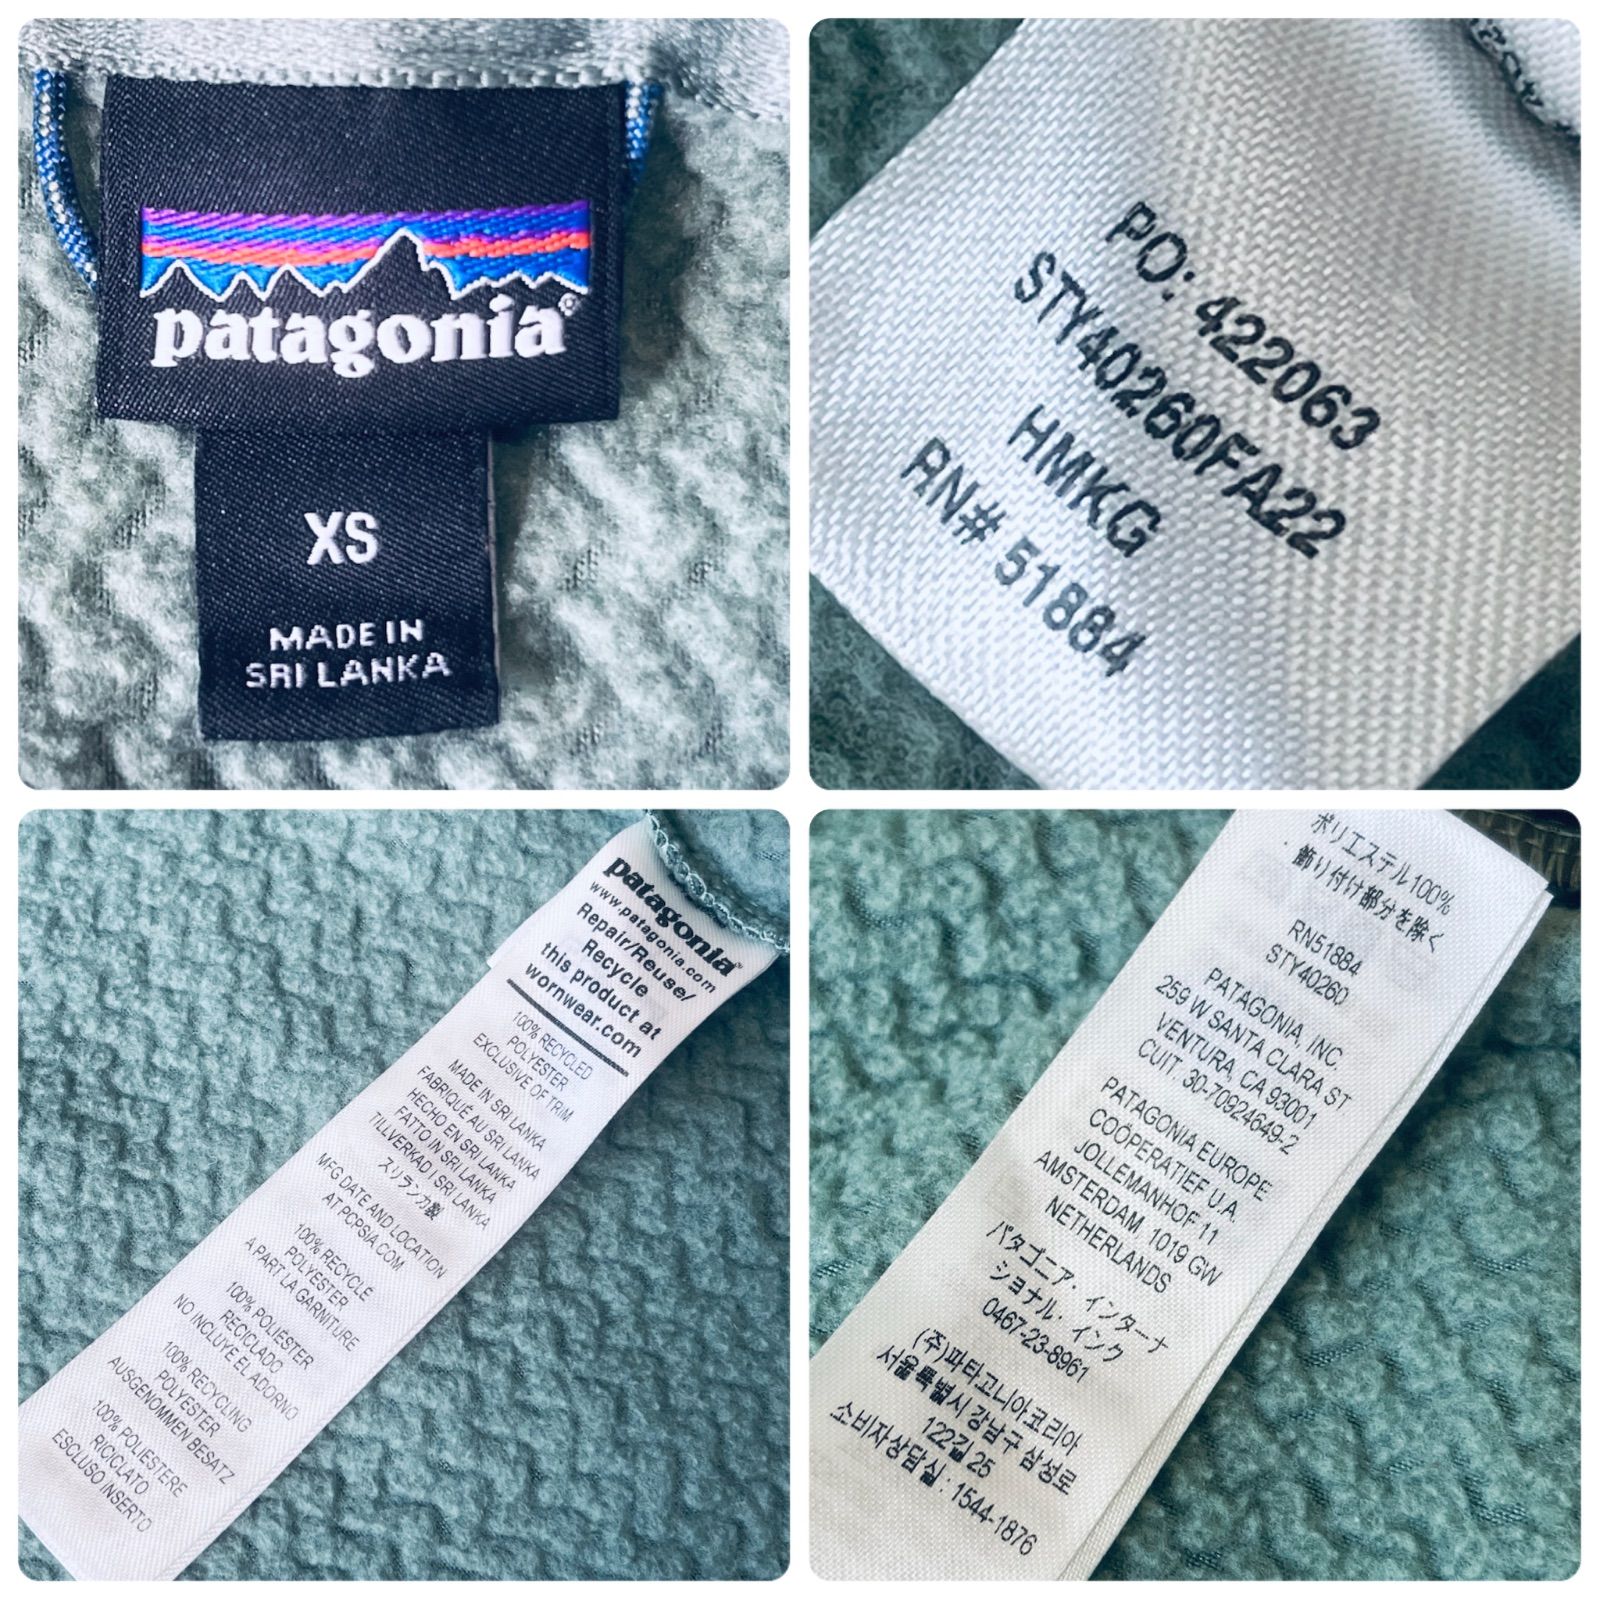 patagonia®
XS
MADE IN
SRI LANKA
PO: 422063
STY40260FA22
HMKG
RN# 51884
patagonia®
www.patagonia.com
Repair/Reuse/
Recycle
this product at
wornwear.com
100% RECYCLED
POLYESTER
EXCLUSIVE OF TRIM
MADE IN SRI LANKA
FABRIQUÉ AU SRI LANKA
HECHO EN SRI LANKA
FATTO IN SRI LANKA
TILLVERKAD I SRI LANKA
スリランカ製
MFG DATE AND LOCATION
AT PCPSIA.COM
100% RECYCLÉ
POLYESTER
A PART LA GARNITURE
100% POLIÉSTER
RECICLADO
NO INCLUYE EL ADORNO
100% RECYCLING
POLYESTER
AUSGENOMMEN BESATZ
100% POLIESTERE
RICICLATO
ESCLUSO INSERTO
ポリエステル100%
飾り付け部分を除く
RN51884
STY40260
PATAGONIA, INC.
259 W SANTA CLARA ST
VENTURA, CA 93001
CUIT. 30-70924649-2
PATAGONIA EUROPE
COÖPERATIEF U.A.
JOLLEMANHOF 11
AMSTERDAM, 1019 GW
NETHERLANDS
パタゴニア・インターナ
ショナル・インク
0467-23-8961
(주)파타고니아코리아
서울특별시 강남구 삼성로
122길 25
소비자상담실 : 1544-1876